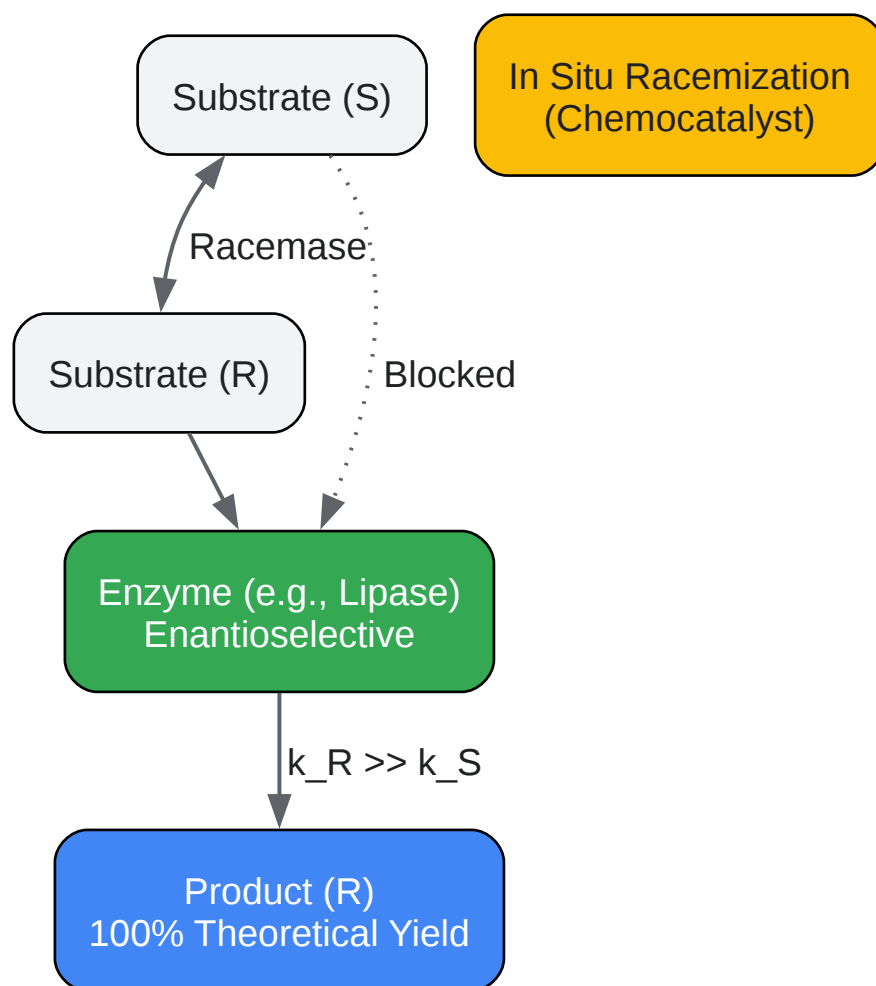 Substrate (S)
In Situ Racemization
(Chemocatalyst)
Racemase
Substrate (R)
Blocked
Enzyme (e.g., Lipase)
Enantioselective
k_R >> k_S
Product (R)
100% Theoretical Yield